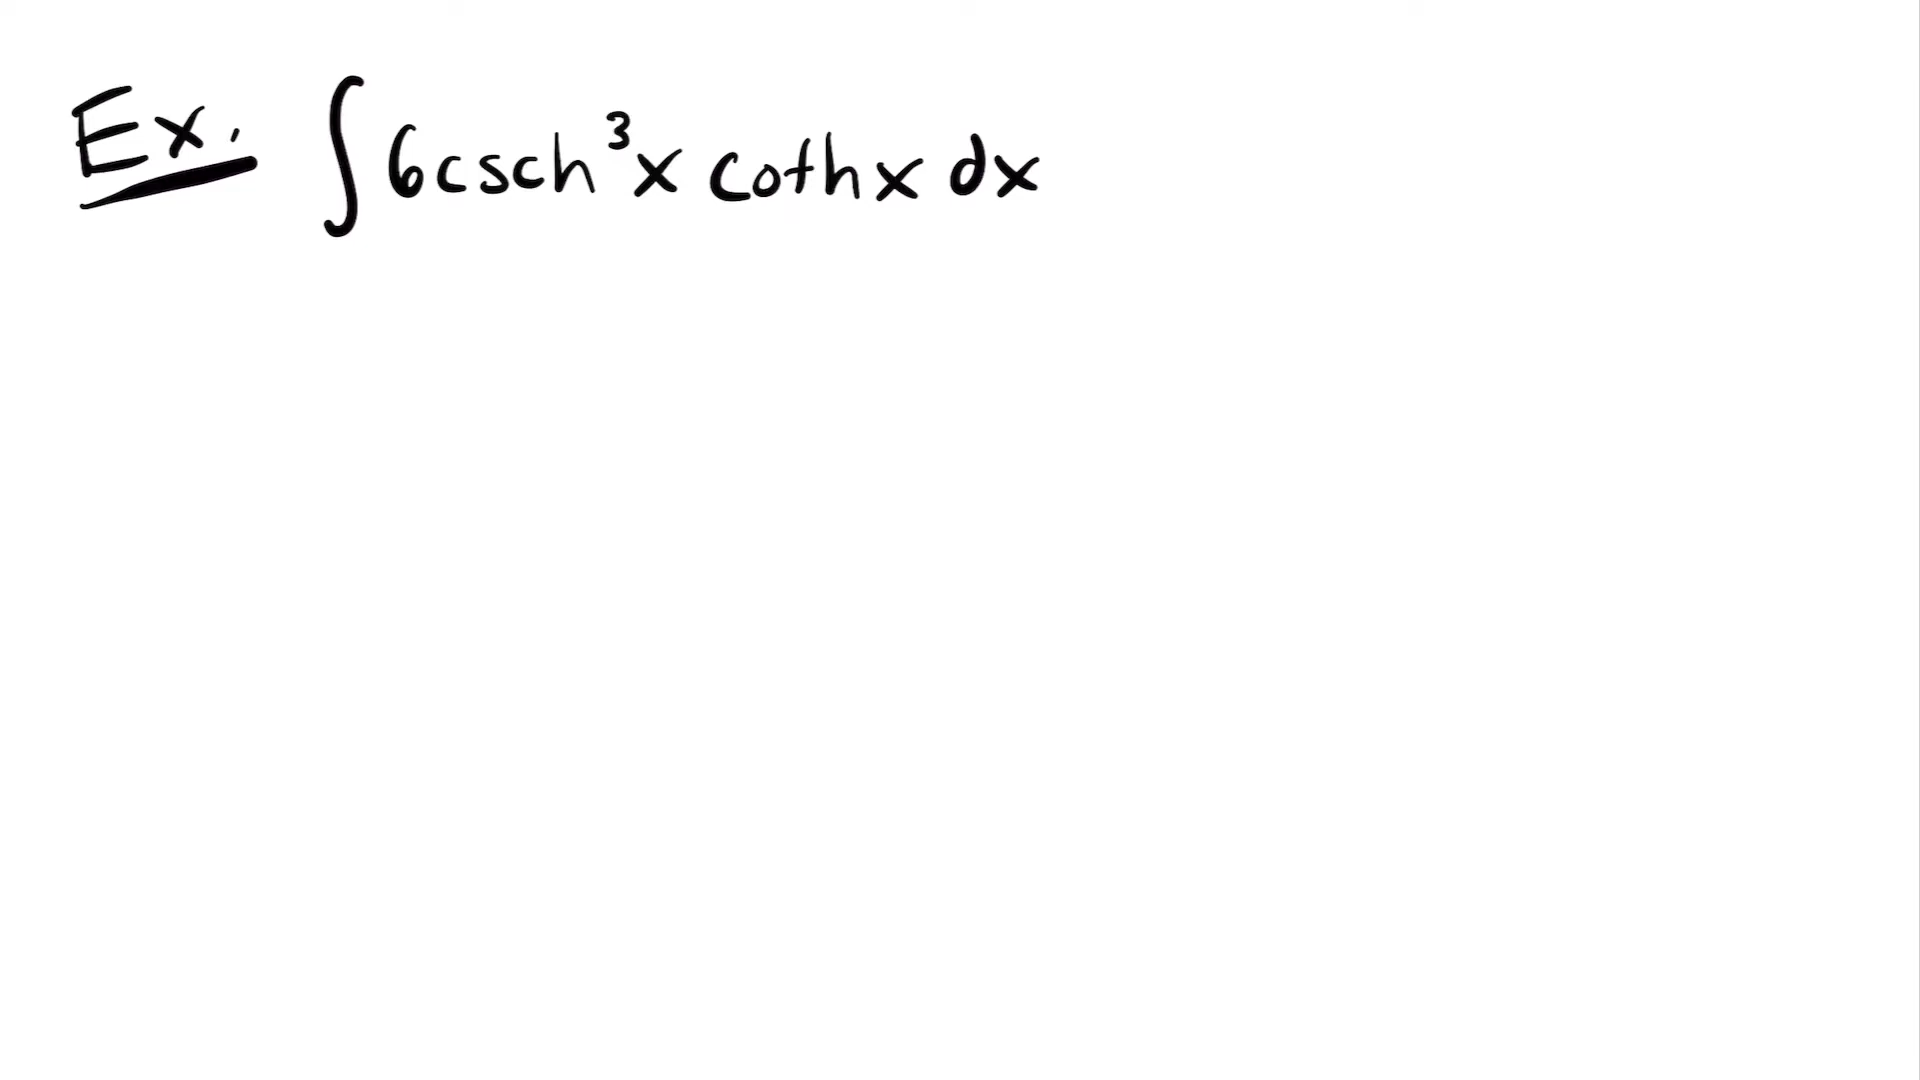 Ex. ∫ 6csch³x cothx dx